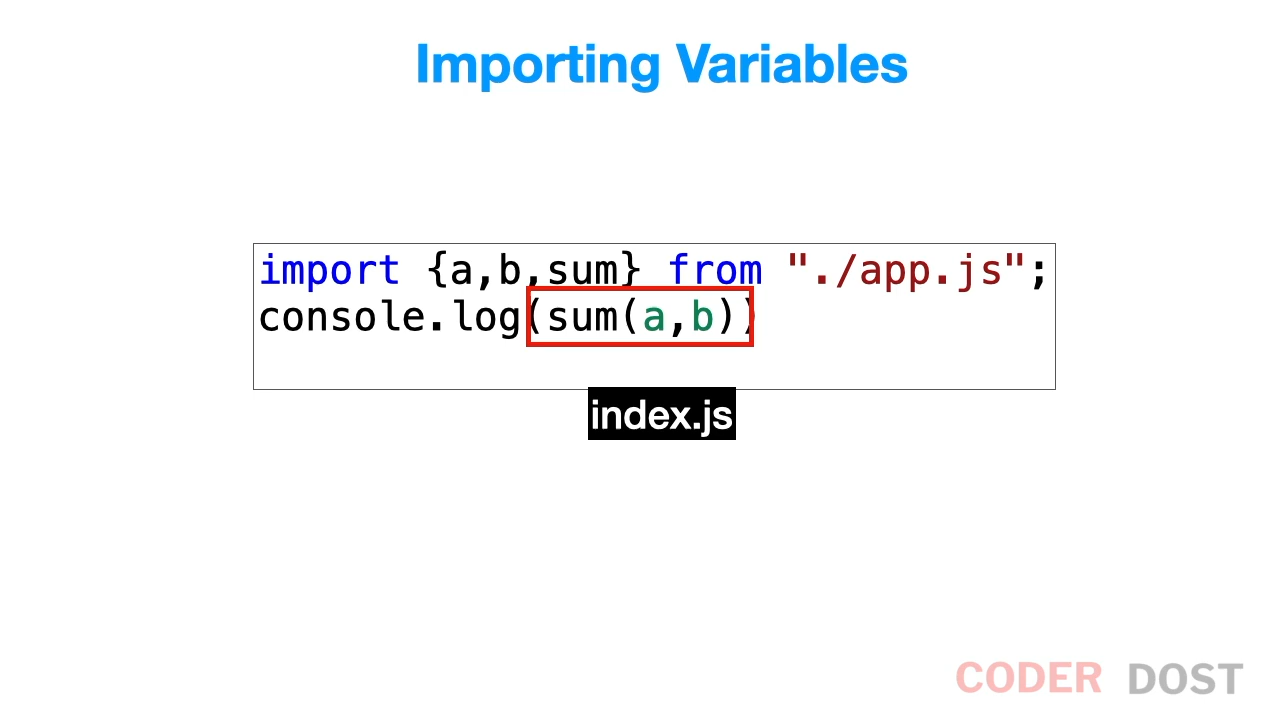 Importing Variables
import {a,b,sum} from "./app.js";
console.log(sum(a,b))
index.js
CODER DOST